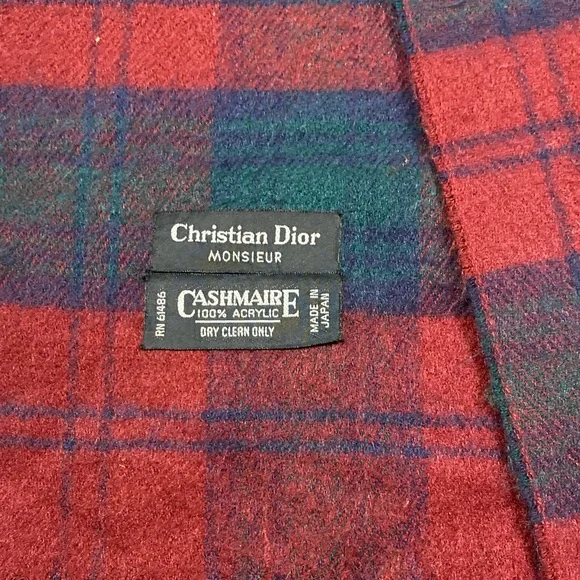 Christian Dior
MONSIEUR
RN 61486
CASHMAIRE
100% ACRYLIC
DRY CLEAN ONLY
MADE IN
JAPAN